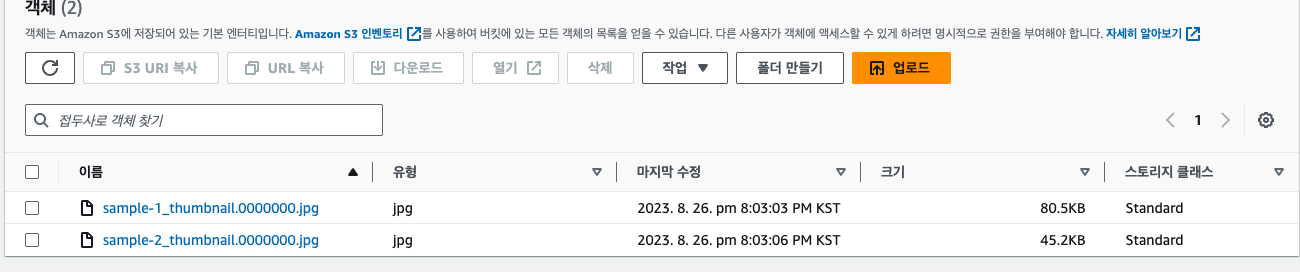 객체 (2)
객체는 Amazon S3에 저장되어 있는 기본 엔터티입니다. Amazon S3 인벤토리를 사용하여 버킷에 있는 모든 객체의 목록을 얻을 수 있습니다. 다른 사용자가 객체에 액세스할 수 있게 하려면 명시적으로 권한을 부여해야 합니다. 자세히 알아보기
S3 URI 복사 URL 복사 다운로드 열기 삭제 작업 폴더 만들기 업로드
접두사로 객체 찾기 1
이름 유형 마지막 수정 크기 스토리지 클래스
sample-1_thumbnail.0000000.jpg jpg 2023. 8. 26. pm 8:03:03 PM KST 80.5KB Standard
sample-2_thumbnail.0000000.jpg jpg 2023. 8. 26. pm 8:03:06 PM KST 45.2KB Standard